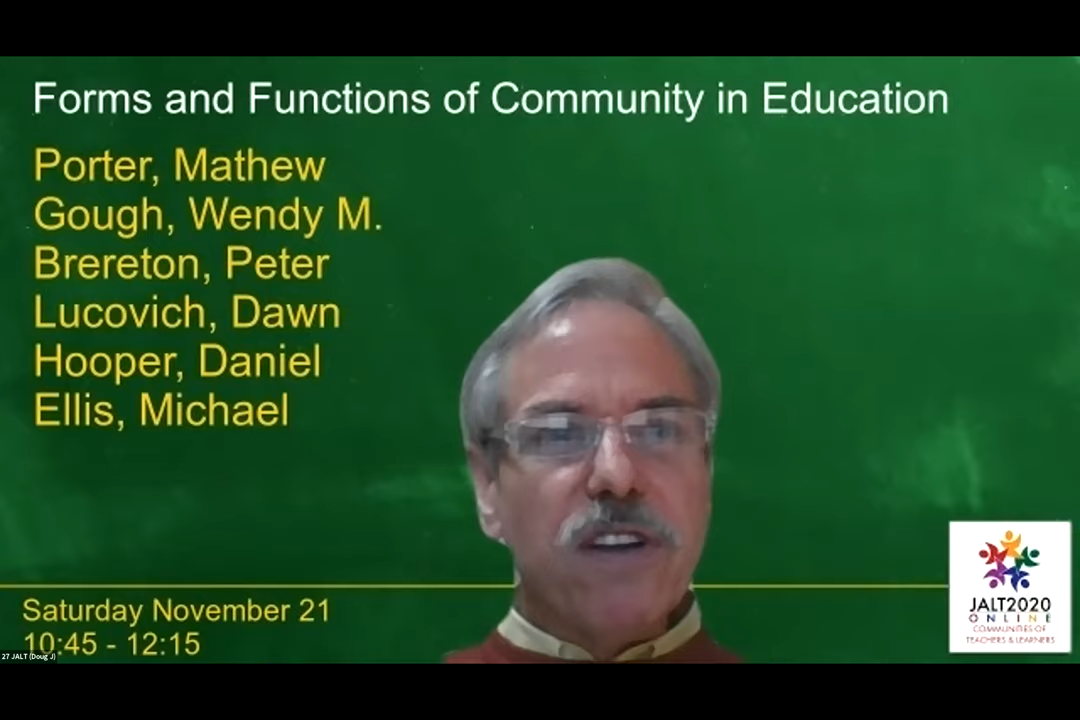 Forms and Functions of Community in Education
Porter, Mathew
Gough, Wendy M.
Brereton, Peter
Lucovich, Dawn
Hooper, Daniel
Ellis, Michael
Saturday November 21
10:45 - 12:15
27 JALT (Doug J)
JALT2020
ONLINE
COMMUNITIES OF
TEACHERS & LEARNERS